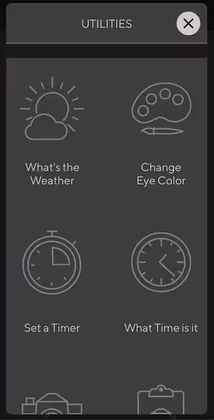 UTILITIES
What's the
Weather
Change
Eye Color
Set a Timer
What Time is it